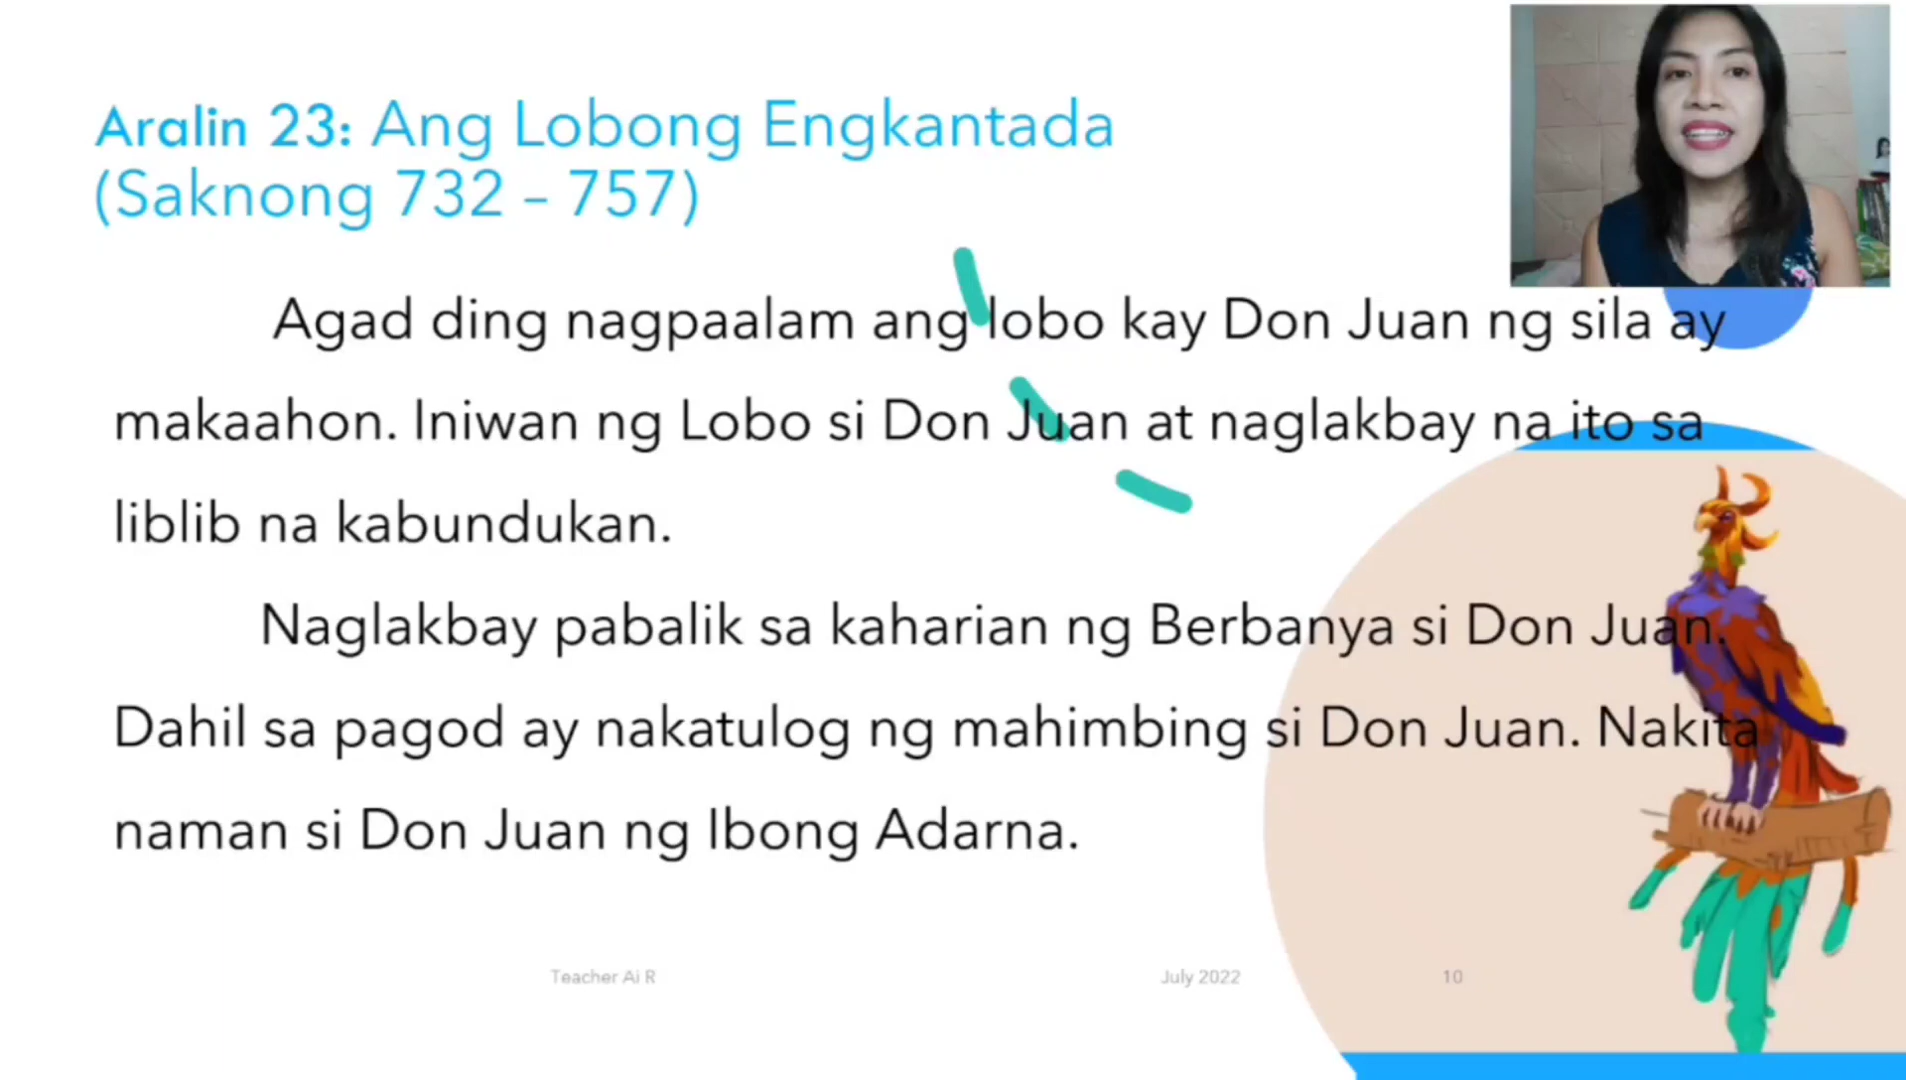 Aralin 23: Ang Lobong Engkantada
(Saknong 732 – 757)
Agad ding nagpaalam ang lobo kay Don Juan ng sila ay
makaahon. Iniwan ng Lobo si Don Juan at naglakbay na ito sa
liblib na kabundukan.
Naglakbay pabalik sa kaharian ng Berbanya si Don Juan.
Dahil sa pagod ay nakatulog ng mahimbing si Don Juan. Nakita
naman si Don Juan ng Ibong Adarna.
Teacher Ai R July 2022 10